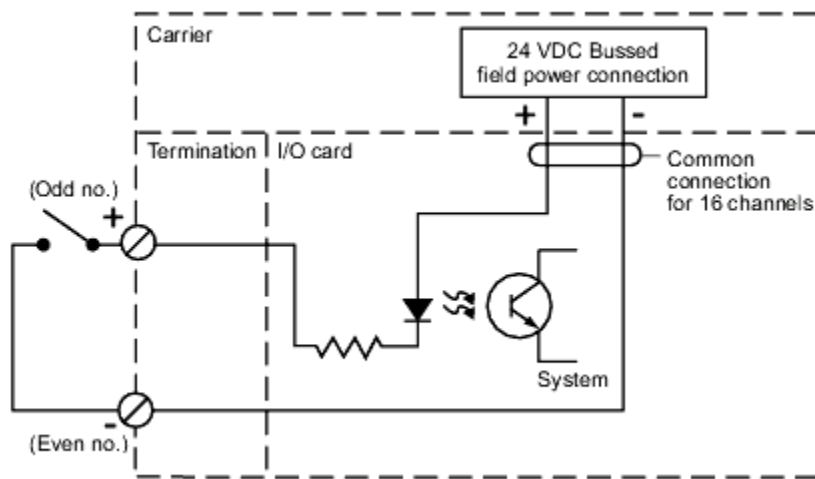 Carrier
24 VDC Bussed
field power connection
+
-
Termination
I/O card
Common
connection
for 16 channels
(Odd no.)
+
System
-
(Even no.)